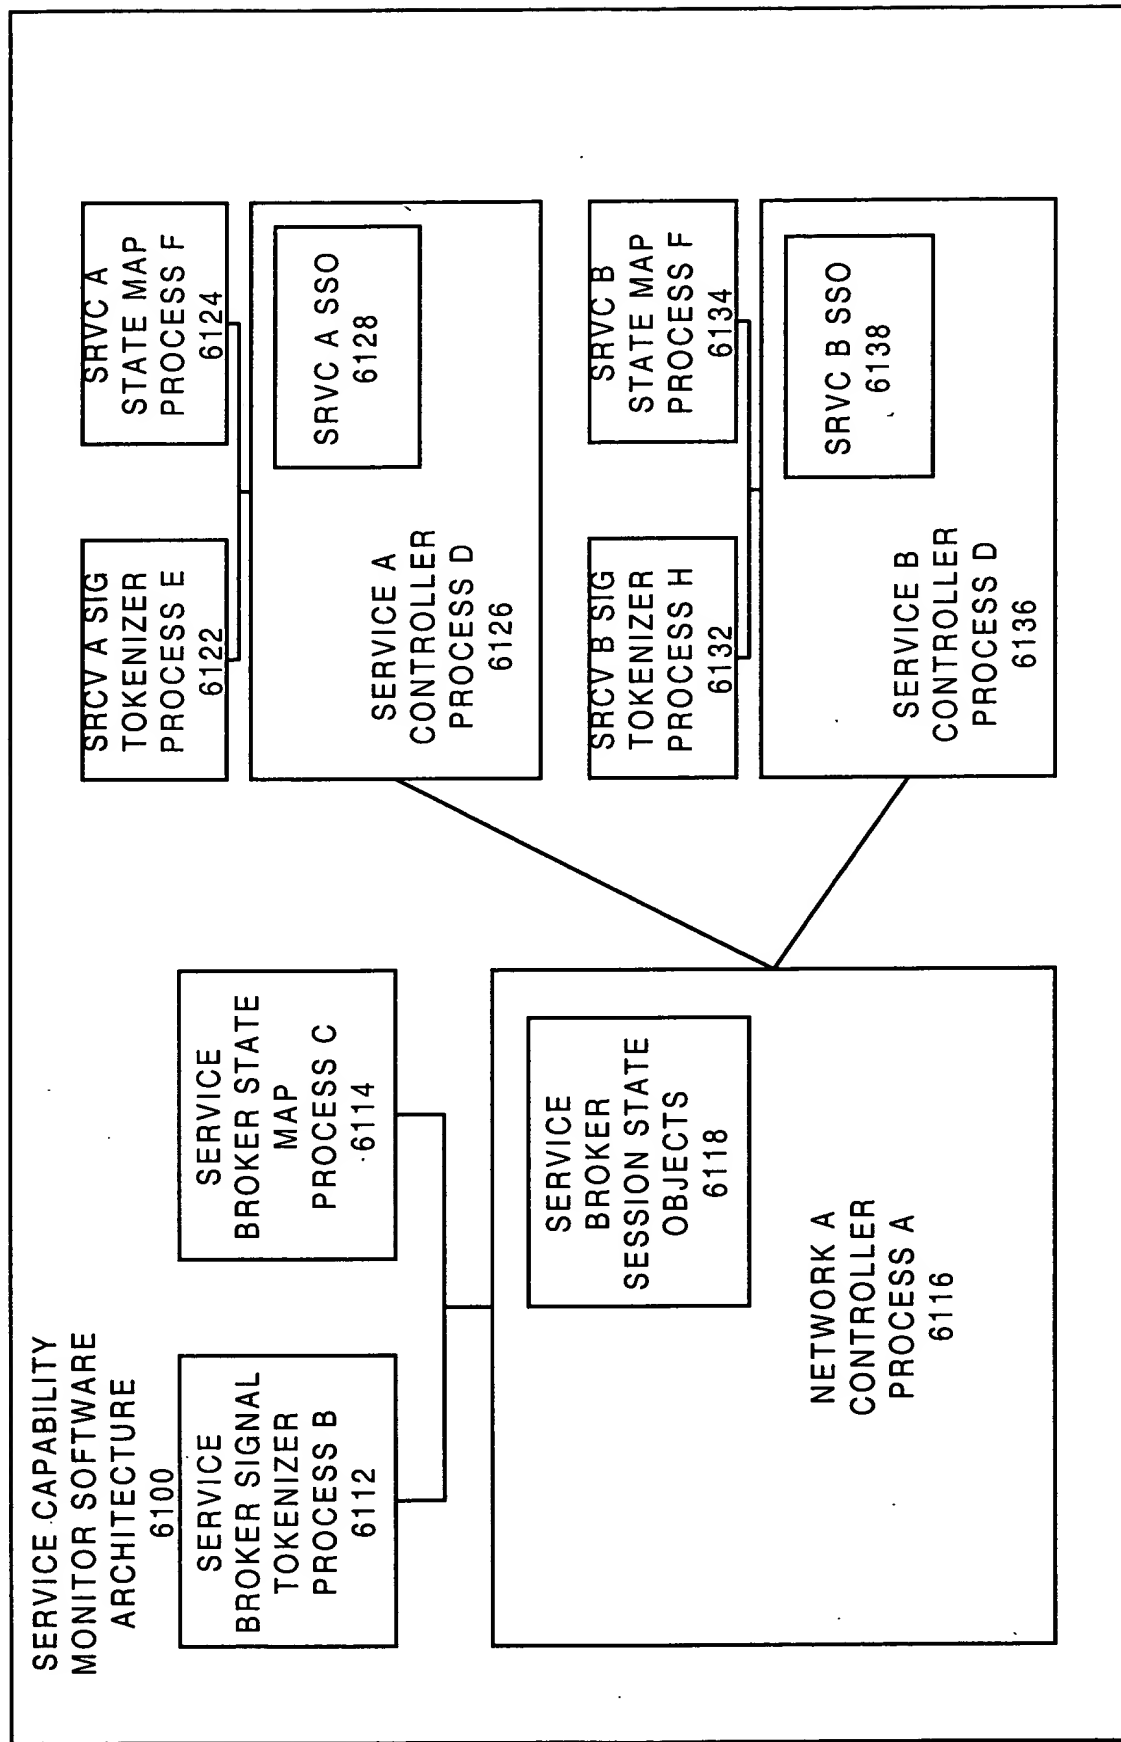 SERVICE CAPABILITY
MONITOR SOFTWARE
ARCHITECTURE
6100
SERVICE
BROKER SIGNAL
TOKENIZER
PROCESS B
6112
SERVICE
BROKER STATE
MAP
PROCESS C
6114
SERVICE
BROKER
SESSION STATE
OBJECTS
6118
NETWORK A
CONTROLLER
PROCESS A
6116
SRCV A SIG
TOKENIZER
PROCESS E
6122
SRVC A
STATE MAP
PROCESS F
6124
SRVC A SSO
6128
SERVICE A
CONTROLLER
PROCESS D
6126
SRCV B SIG
TOKENIZER
PROCESS H
6132
SRVC B
STATE MAP
PROCESS F
6134
SRVC B SSO
6138
SERVICE B
CONTROLLER
PROCESS D
6136